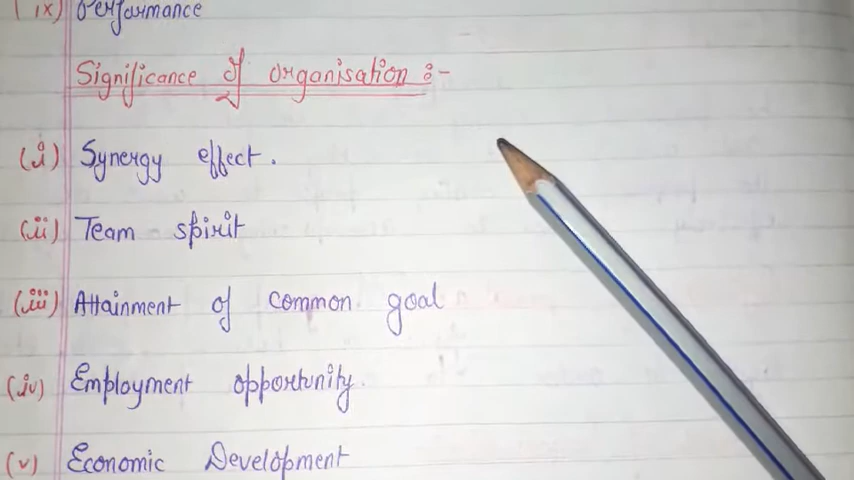 (ix) Performance
Significance of organisation :-
(i) Synergy effect.
(ii) Team spirit
(iii) Attainment of common goal
(iv) Employment opportunity.
(v) Economic Development